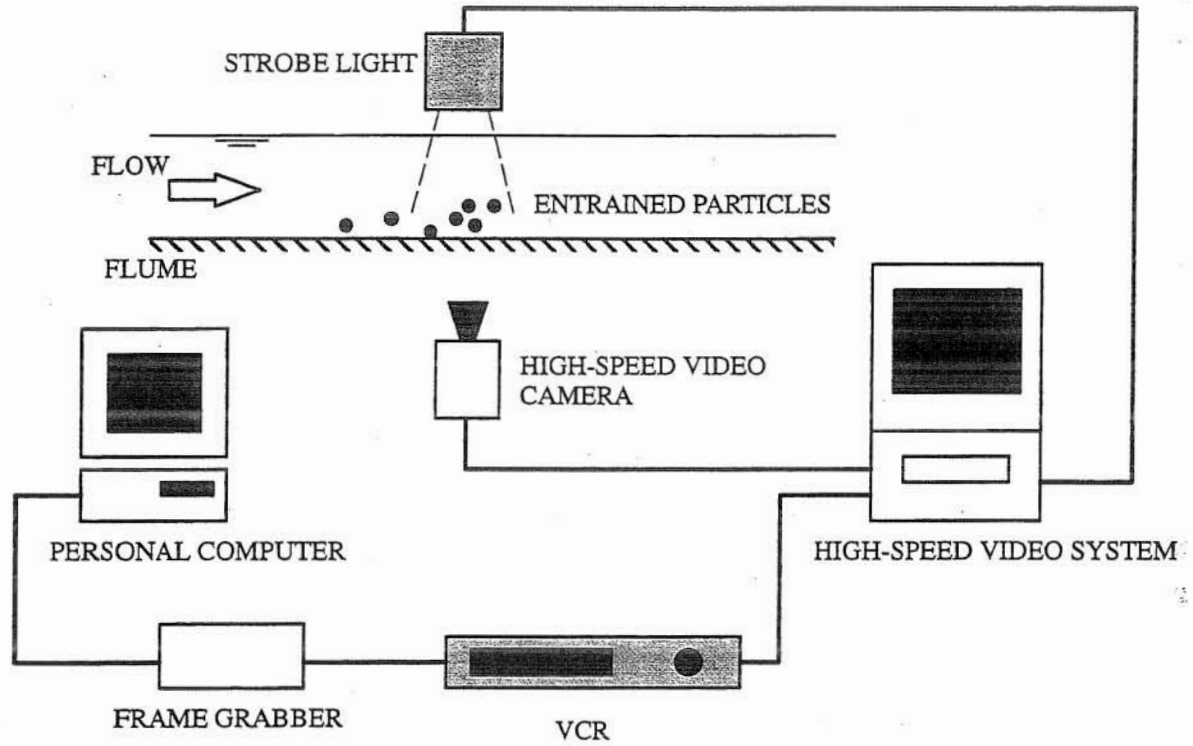 STROBE LIGHT
FLOW
ENTRAINED PARTICLES
FLUME
HIGH-SPEED VIDEO
CAMERA
PERSONAL COMPUTER
HIGH-SPEED VIDEO SYSTEM
FRAME GRABBER
VCR